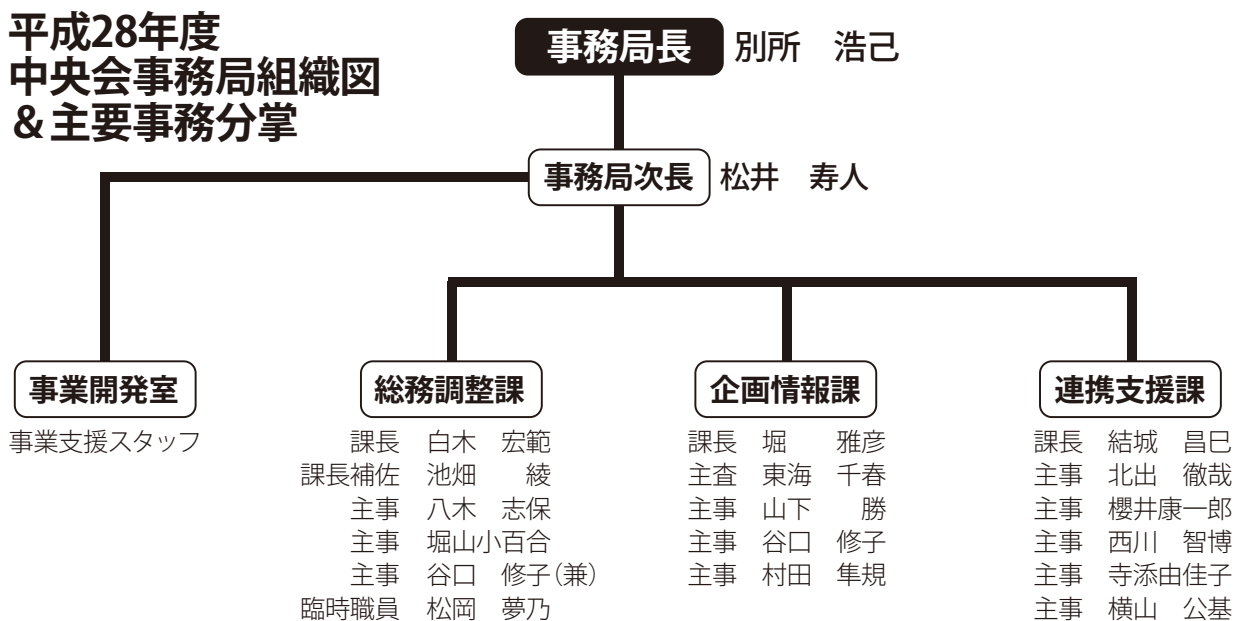 平成28年度
中央会事務局組織図
＆主要事務分掌
事務局長 別所 浩己
事務局次長 松井 寿人
事業開発室
事業支援スタッフ
総務調整課
課長 白木 宏範
課長補佐 池畑 綾
主事 八木 志保
主事 堀山小百合
主事 谷口 修子（兼）
臨時職員 松岡 夢乃
企画情報課
課長 堀 雅彦
主査 東海 千春
主事 山下 勝
主事 谷口 修子
主事 村田 隼規
連携支援課
課長 結城 昌巳
主事 北出 徹哉
主事 櫻井康一郎
主事 西川 智博
主事 寺添由佳子
主事 横山 公基